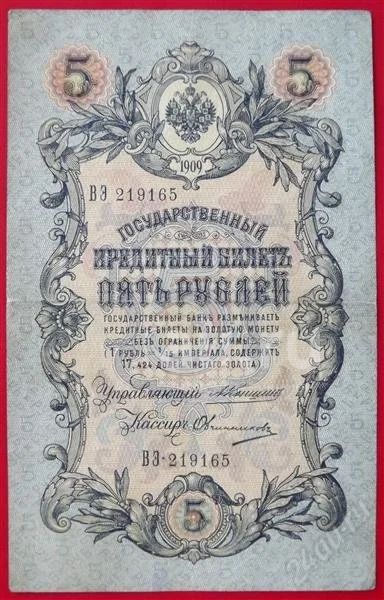 5 5
1909
ВЭ 219165
ГОСУДАРСТВЕННЫЙ
КРЕДИТНЫЙ БИЛЕТЪ
ПЯТЬ РУБЛЕЙ
ГОСУДАРСТВЕННЫЙ БАНКЪ РАЗМѢНИВАЕТЪ
КРЕДИТНЫЕ БИЛЕТЫ НА ЗОЛОТУЮ МОНЕТУ
БЕЗЪ ОГРАНИЧЕНІЯ СУММЫ
(1 РУБЛЬ = 1/15 ИМПЕРІАЛА, СОДЕРЖИТЪ
17,424 ДОЛЕЙ ЧИСТАГО ЗОЛОТА)
Управляющій
Кассиръ Овчинниковъ
ВЭ·219165
5